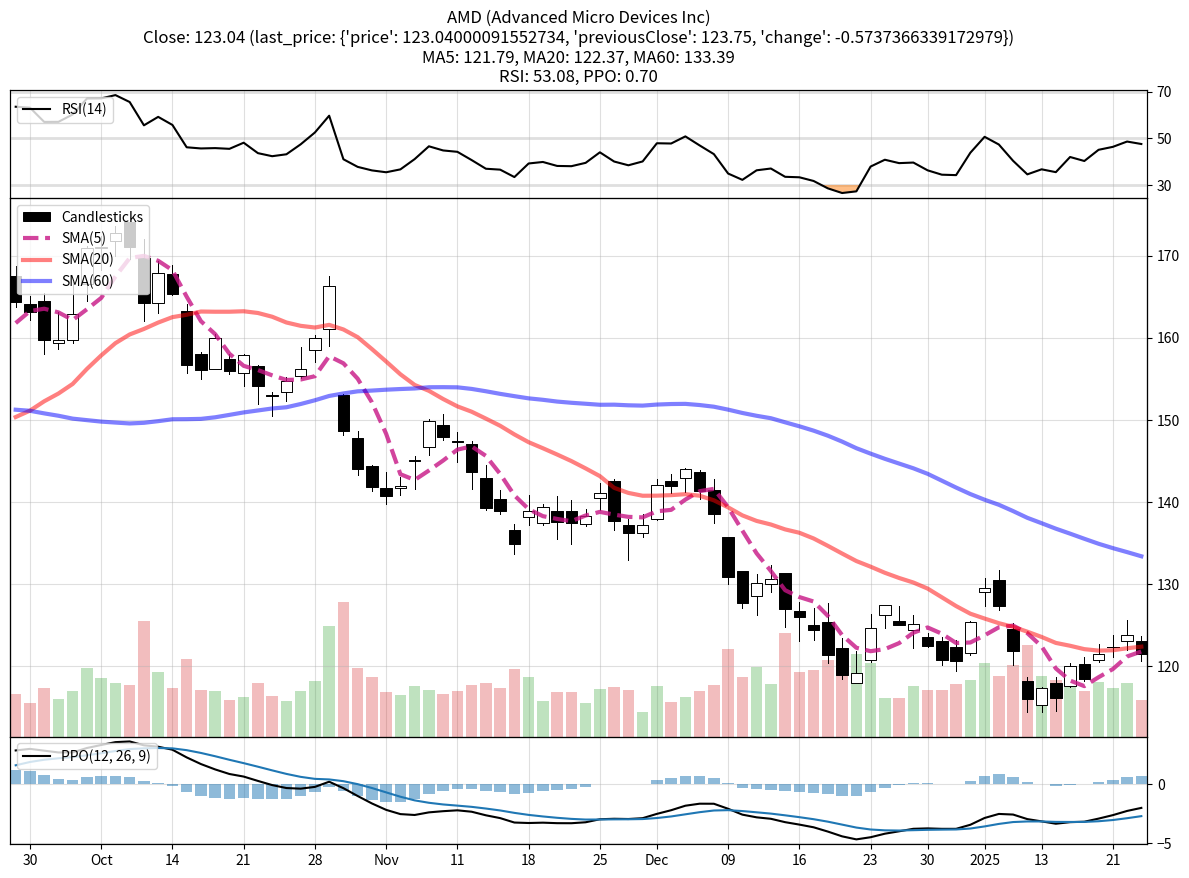 AMD (Advanced Micro Devices Inc)
Close: 123.04 (last_price: {'price': 123.04000091552734, 'previousClose': 123.75, 'change': -0.5737366339172979})
MA5: 121.79, MA20: 122.37, MA60: 133.39
RSI: 53.08, PPO: 0.70
RSI(14)
70
50
30
Candlesticks
SMA(5)
SMA(20)
SMA(60)
170
160
150
140
130
120
PPO(12, 26, 9)
0
−5
30 Oct 14 21 28 Nov 11 18 25 Dec 09 16 23 30 2025 13 21